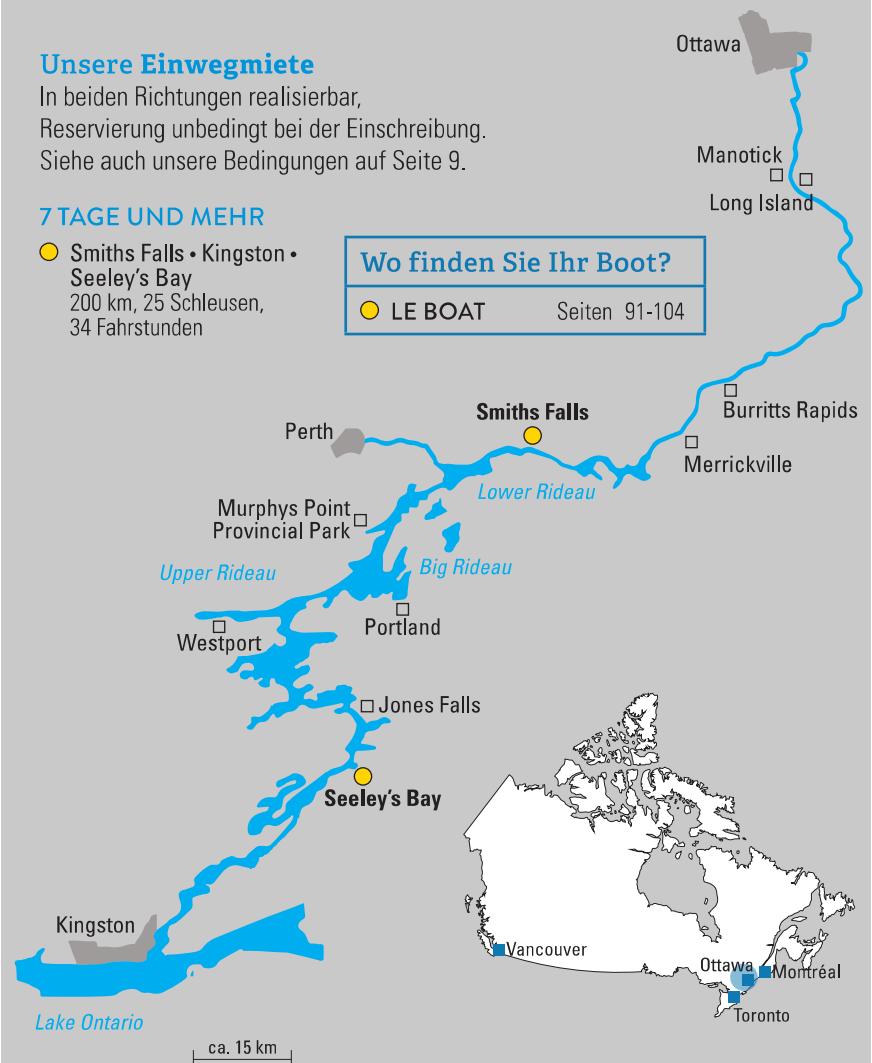 Unsere Einwegmiete
In beiden Richtungen realisierbar,
Reservierung unbedingt bei der Einschreibung.
Siehe auch unsere Bedingungen auf Seite 9.
7 TAGE UND MEHR
Smiths Falls • Kingston •
Seeley's Bay
200 km, 25 Schleusen,
34 Fahrstunden
Wo finden Sie Ihr Boot?
LE BOAT Seiten 91-104
Ottawa
Manotick
Long Island
Burritts Rapids
Merrickville
Smiths Falls
Perth
Lower Rideau
Murphys Point
Provincial Park
Big Rideau
Upper Rideau
Portland
Westport
Jones Falls
Seeley's Bay
Kingston
Lake Ontario
ca. 15 km
Vancouver
Ottawa
Montréal
Toronto